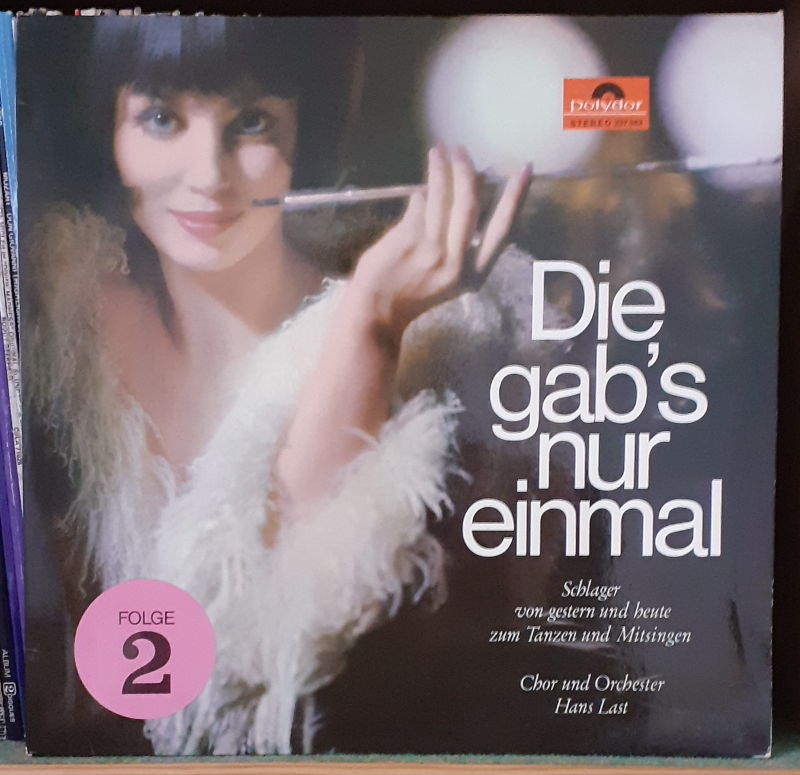 polydor
STEREO
Die
gab's
nur
einmal
Schlager
von gestern und heute
zum Tanzen und Mitsingen
Chor und Orchester
Hans Last
FOLGE
2
ALBUM